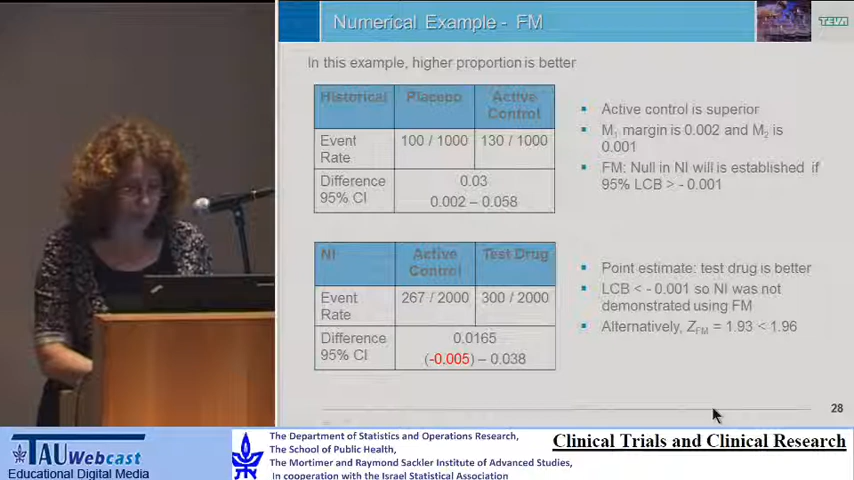 Numerical Example - FM
TEVA
In this example, higher proportion is better
Historical
Placebo
Active
Control
Event
Rate
100 / 1000
130 / 1000
Difference
95% CI
0.03
0.002 – 0.058
▪ Active control is superior
▪ M1 margin is 0.002 and M2 is
0.001
▪ FM: Null in NI will is established if
95% LCB > - 0.001
NI
Active
Control
Test Drug
Event
Rate
267 / 2000
300 / 2000
Difference
95% CI
0.0165
(-0.005) – 0.038
▪ Point estimate: test drug is better
▪ LCB < - 0.001 so NI was not
demonstrated using FM
▪ Alternatively, ZFM = 1.93 < 1.96
28
TAUWebcast
Educational Digital Media
The Department of Statistics and Operations Research,
The School of Public Health,
The Mortimer and Raymond Sackler Institute of Advanced Studies,
In cooperation with the Israel Statistical Association
Clinical Trials and Clinical Research